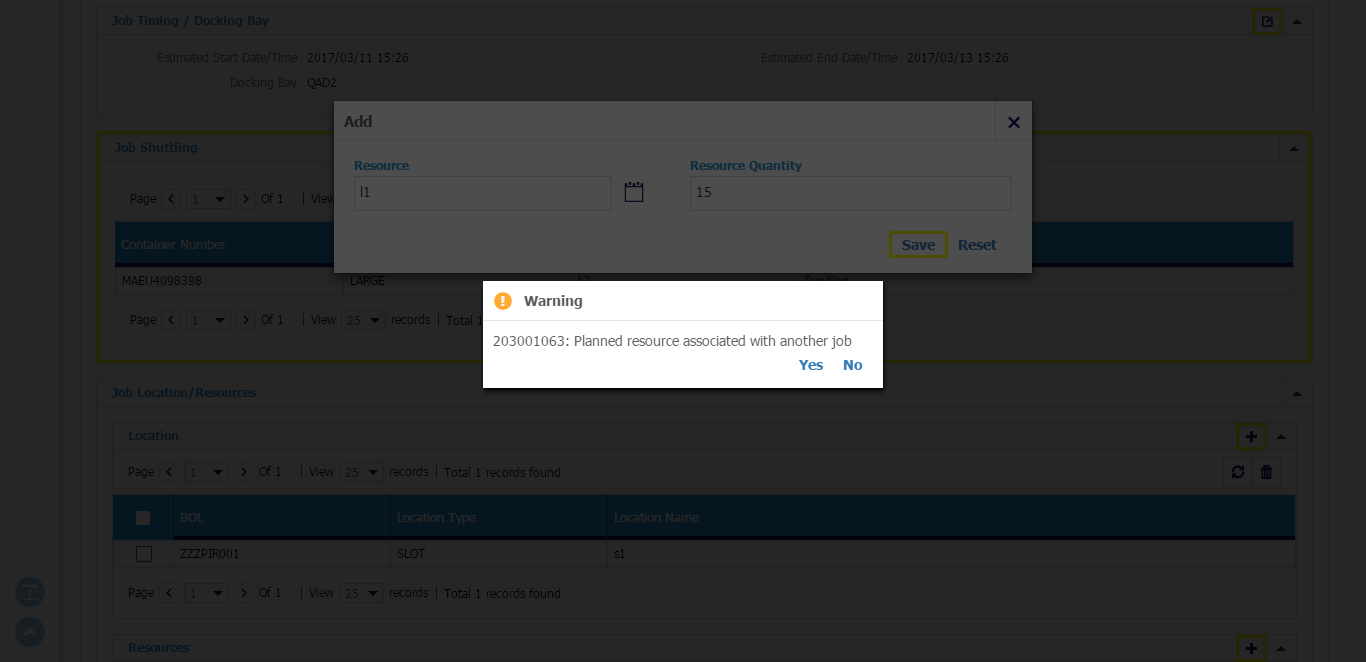 Job Timing / Docking Bay
Estimated Start Date/Time 2017/03/11 15:26 Estimated End Date/Time 2017/03/13 15:26
Docking Bay QAD2
Add
Job Shuttling
Resource Resource Quantity
l1 15
Page 1 Of 1 | View
Save Reset
Container Number
MAEU4098398 LARGE L2 Pending
Warning
Page 1 Of 1 | View 25 records | Total 1
203001063: Planned resource associated with another job
Yes No
Job Location/Resources
Location
Page 1 Of 1 | View 25 records | Total 1 records found
BOL Location Type Location Name
ZZZPIR001 SLOT s1
Page 1 Of 1 | View 25 records | Total 1 records found
Resources